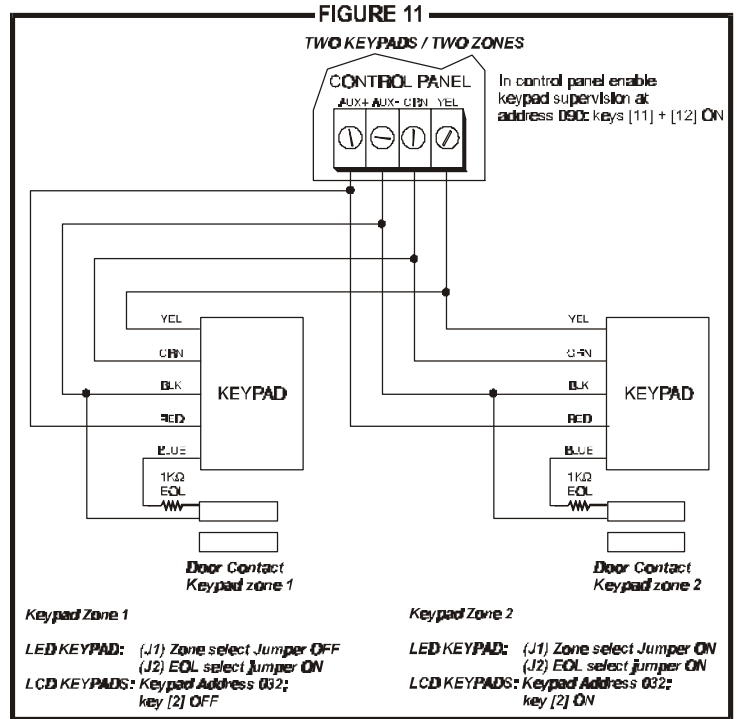 FIGURE 11
TWO KEYPADS / TWO ZONES
CONTROL PANEL
AUX+ AUX- GRN YEL
In control panel enable
keypad supervision at
address 090: keys [11] + [12] ON
YEL
GRN
BLK
RED
BLUE
KEYPAD
1KΩ
EOL
Door Contact
Keypad zone 1
YEL
GRN
BLK
RED
BLUE
KEYPAD
1KΩ
EOL
Door Contact
Keypad zone 2
Keypad Zone 1
LED KEYPAD: (J1) Zone select Jumper OFF
(J2) EOL select jumper ON
LCD KEYPADS: Keypad Address 032;
key [2] OFF
Keypad Zone 2
LED KEYPAD: (J1) Zone select Jumper ON
(J2) EOL select jumper ON
LCD KEYPADS: Keypad Address 032;
key [2] ON